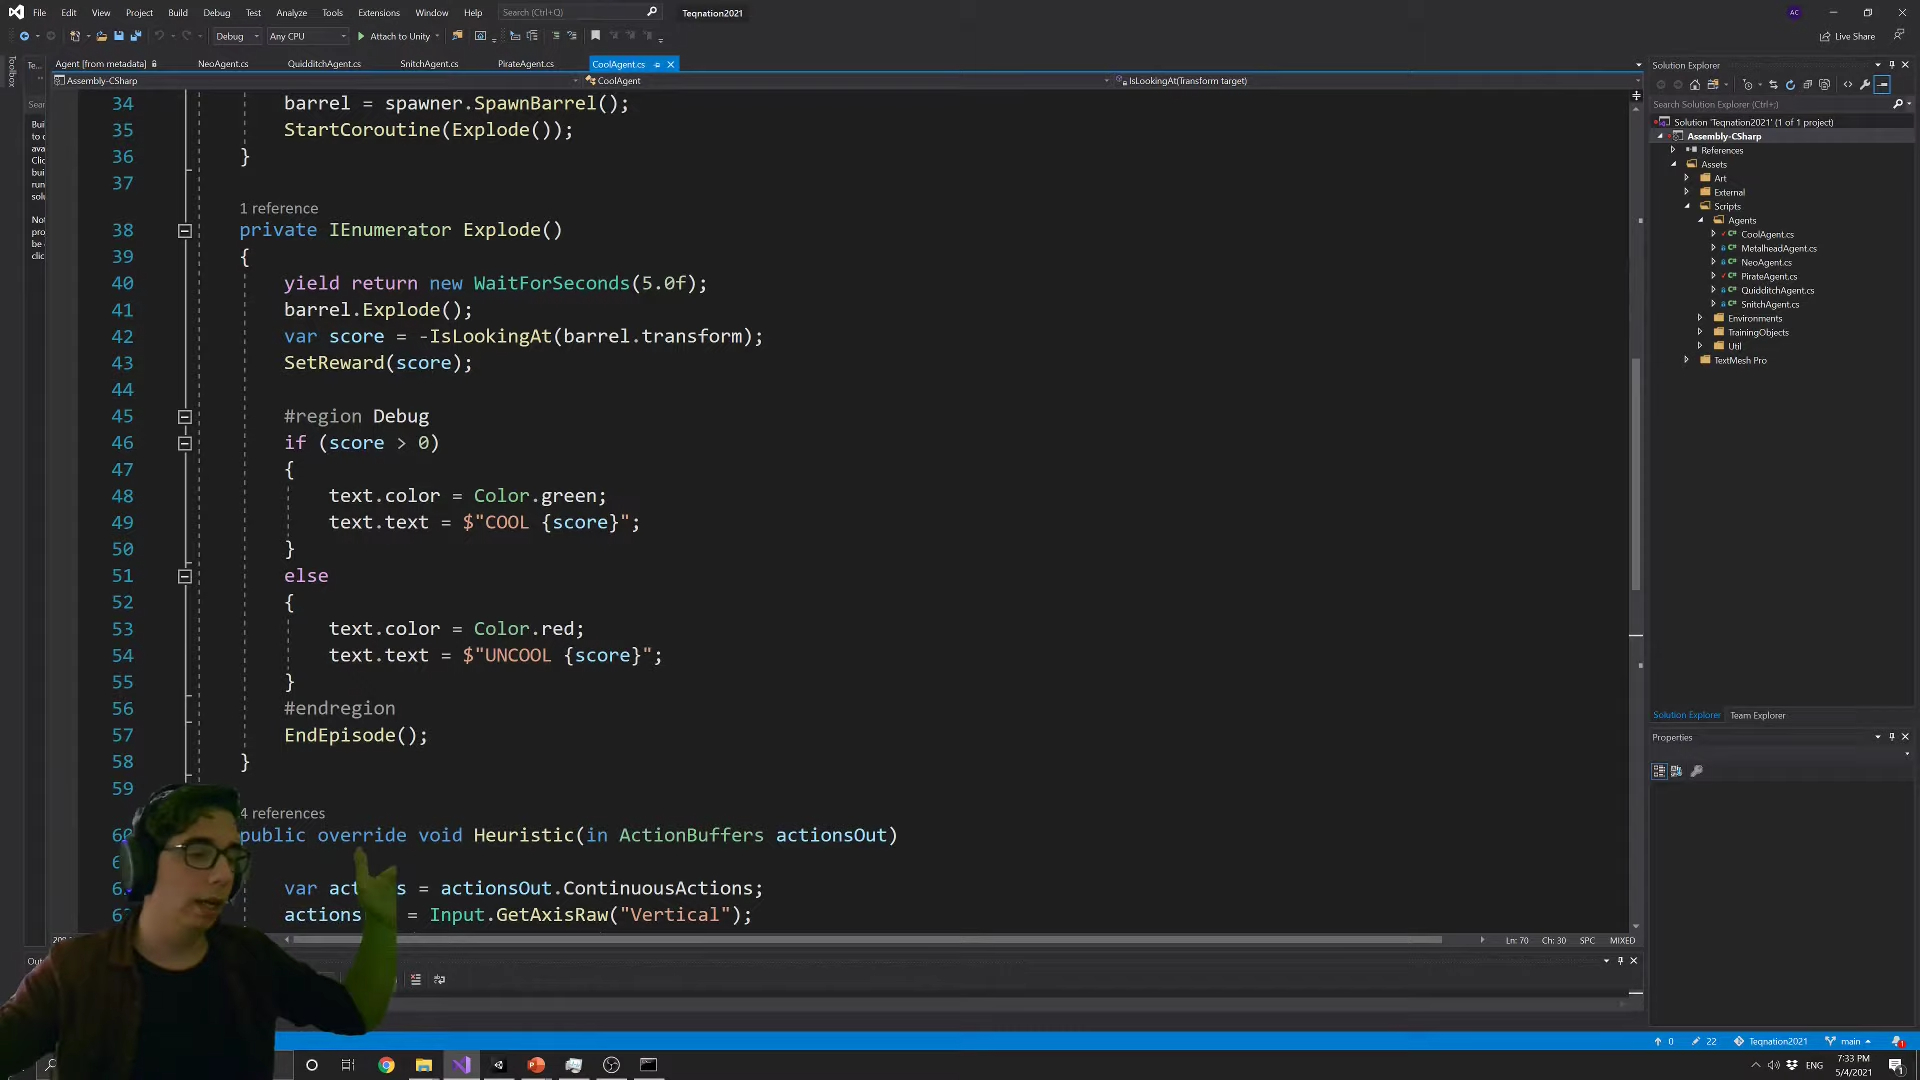 File Edit View Project Build Debug Test Analyze Tools Extensions Window Help Search (Ctrl+Q) Teqnation2021 AC
Debug Any CPU Attach to Unity Live Share
Toolbox
Te...
Agent [from metadata] NeoAgent.cs QuidditchAgent.cs SnitchAgent.cs PirateAgent.cs CoolAgent.cs
Assembly-CSharp CoolAgent IsLookingAt(Transform target)
34 barrel = spawner.SpawnBarrel();
35 StartCoroutine(Explode());
36 }
37
1 reference
38 private IEnumerator Explode()
39 {
40 yield return new WaitForSeconds(5.0f);
41 barrel.Explode();
42 var score = -IsLookingAt(barrel.transform);
43 SetReward(score);
44
45 #region Debug
46 if (score > 0)
47 {
48 text.color = Color.green;
49 text.text = $"COOL {score}";
50 }
51 else
52 {
53 text.color = Color.red;
54 text.text = $"UNCOOL {score}";
55 }
56 #endregion
57 EndEpisode();
58 }
59
4 references
public override void Heuristic(in ActionBuffers actionsOut)
= actionsOut.ContinuousActions;
= Input.GetAxisRaw("Vertical");
Ln: 70 Ch: 30 SPC MIXED
Solution Explorer
Search Solution Explorer (Ctrl+;)
Solution 'Teqnation2021' (1 of 1 project)
Assembly-CSharp
References
Assets
Art
External
Scripts
Agents
CoolAgent.cs
MetalheadAgent.cs
NeoAgent.cs
PirateAgent.cs
QuidditchAgent.cs
SnitchAgent.cs
Environments
TrainingObjects
Util
TextMesh Pro
Solution Explorer Team Explorer
Properties
0 22 Teqnation2021 main 1
ENG 7:33 PM
5/4/2021